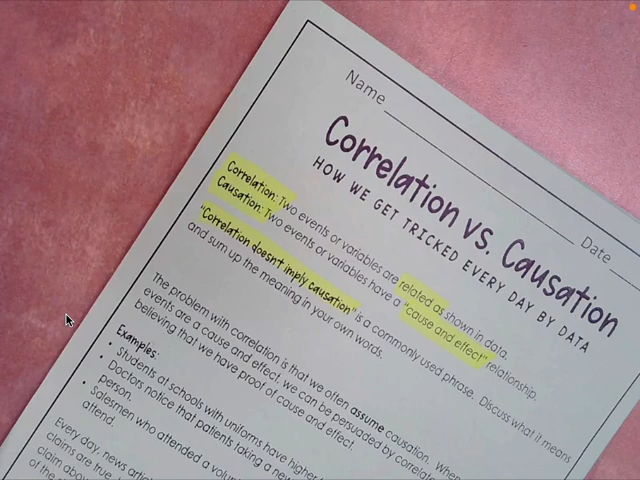 Name
Date
Correlation vs. Causation
HOW WE GET TRICKED EVERY DAY BY DATA
Correlation: Two events or variables are related as shown in data.
Causation: Two events or variables have a "cause and effect" relationship.
"Correlation doesn't imply causation" is a commonly used phrase. Discuss what it means
and sum up the meaning in your own words.
The problem with correlation is that we often assume causation. When
events are a cause and effect, we can be persuaded by
believing that we have proof of cause and effect.
Examples:
• Students at schools with uniforms have higher
• Doctors notice that patients taking a new
person.
• Salesmen who attended a
attend.
Every day, news
claims are true,
claim
of the